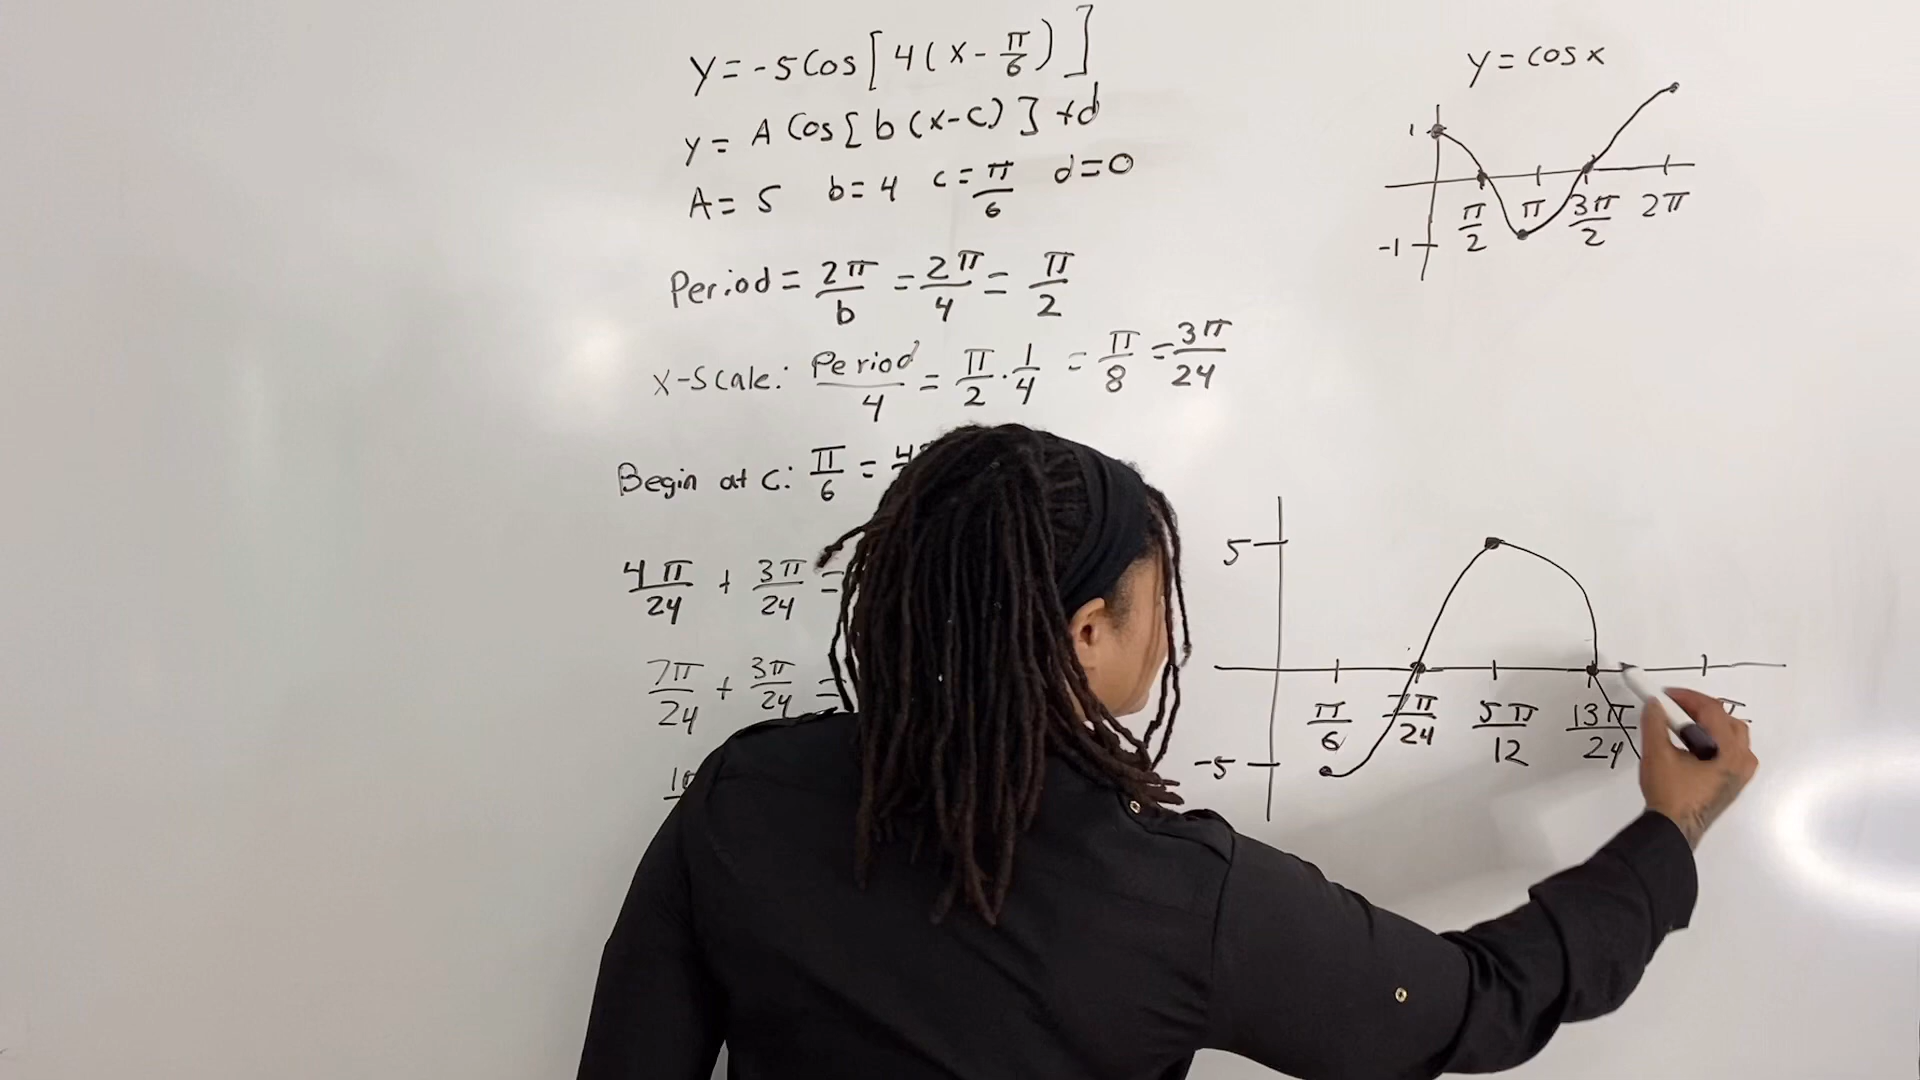 y = -5 Cos [ 4 ( x - π/6 ) ]
y = A Cos [ b (x-c) ] + d
A = 5 b = 4 c = π/6 d = 0
Period = 2π/b = 2π/4 = π/2
x-Scale: Period/4 = π/2 · 1/4 = π/8 = 3π/24
Begin at c: π/6 =
4π/24 + 3π/24 =
7π/24 + 3π/24 =
y = cos x
1
π/2 π 3π/2 2π
-1
5
π/6 7π/24 5π/12 13π/24
-5